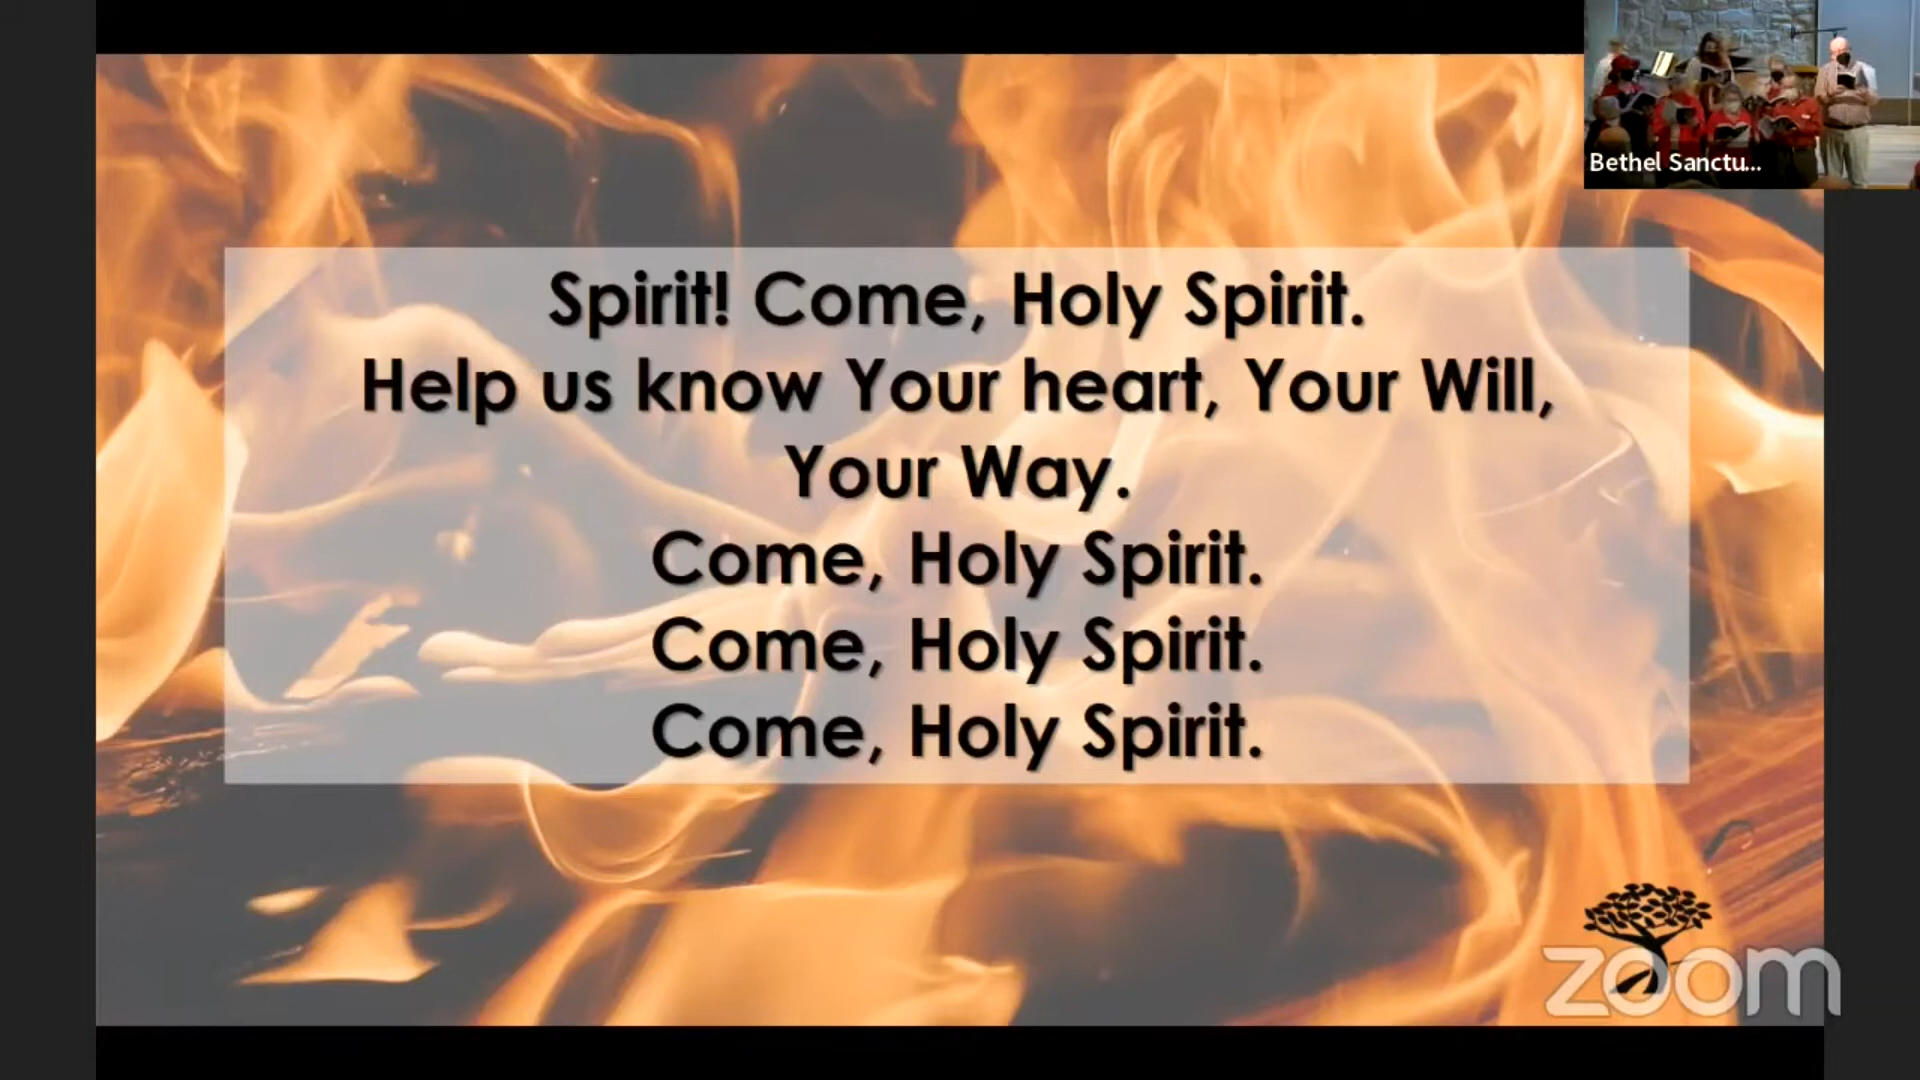 Bethel Sanctu...
Spirit! Come, Holy Spirit.
Help us know Your heart, Your Will,
Your Way.
Come, Holy Spirit.
Come, Holy Spirit.
Come, Holy Spirit.
zoom